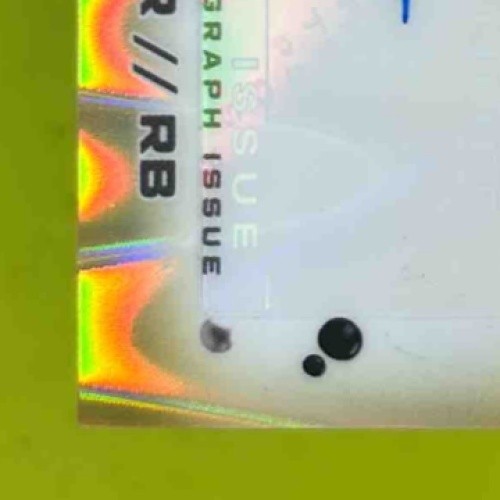 R // RB
GRAPH ISSUE
ISSUE